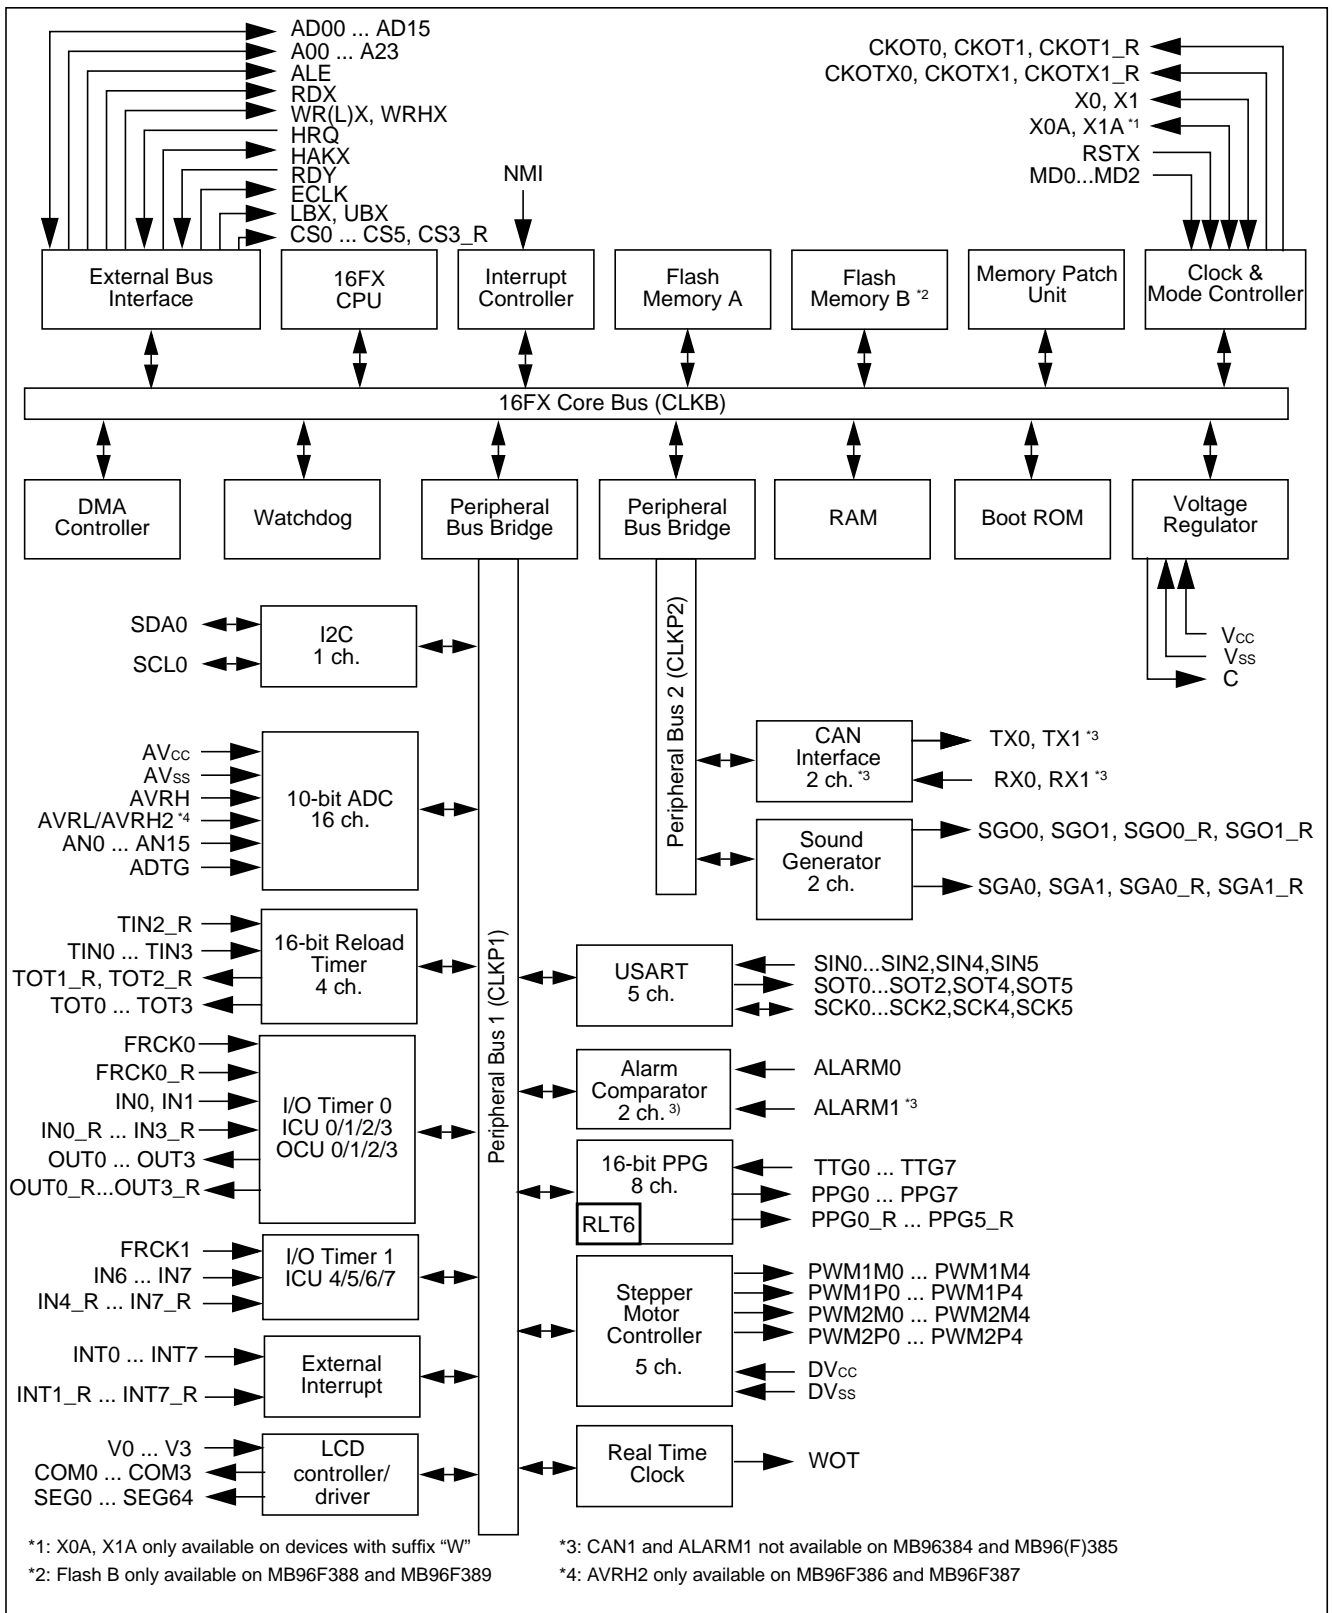 AD00 ... AD15
A00 ... A23
ALE
RDX
WR(L)X, WRHX
HRQ
HAKX
RDY
ECLK
LBX, UBX
CS0 ... CS5, CS3_R
NMI
CKOT0, CKOT1, CKOT1_R
CKOTX0, CKOTX1, CKOTX1_R
X0, X1
X0A, X1A *1
RSTX
MD0...MD2
External Bus
Interface
16FX
CPU
Interrupt
Controller
Flash
Memory A
Flash
Memory B *2
Memory Patch
Unit
Clock &
Mode Controller
16FX Core Bus (CLKB)
DMA
Controller
Watchdog
Peripheral
Bus Bridge
Peripheral
Bus Bridge
RAM
Boot ROM
Voltage
Regulator
VCC
VSS
C
Peripheral Bus 1 (CLKP1)
Peripheral Bus 2 (CLKP2)
SDA0
SCL0
I2C
1 ch.
AVCC
AVSS
AVRH
AVRL/AVRH2 *4
AN0 ... AN15
ADTG
10-bit ADC
16 ch.
TIN2_R
TIN0 ... TIN3
TOT1_R, TOT2_R
TOT0 ... TOT3
16-bit Reload
Timer
4 ch.
FRCK0
FRCK0_R
IN0, IN1
IN0_R ... IN3_R
OUT0 ... OUT3
OUT0_R...OUT3_R
I/O Timer 0
ICU 0/1/2/3
OCU 0/1/2/3
FRCK1
IN6 ... IN7
IN4_R ... IN7_R
I/O Timer 1
ICU 4/5/6/7
INT0 ... INT7
INT1_R ... INT7_R
External
Interrupt
V0 ... V3
COM0 ... COM3
SEG0 ... SEG64
LCD
controller/
driver
CAN
Interface
2 ch. *3
TX0, TX1 *3
RX0, RX1 *3
Sound
Generator
2 ch.
SGO0, SGO1, SGO0_R, SGO1_R
SGA0, SGA1, SGA0_R, SGA1_R
USART
5 ch.
SIN0...SIN2,SIN4,SIN5
SOT0...SOT2,SOT4,SOT5
SCK0...SCK2,SCK4,SCK5
Alarm
Comparator
2 ch. 3)
ALARM0
ALARM1 *3
16-bit PPG
8 ch.
RLT6
TTG0 ... TTG7
PPG0 ... PPG7
PPG0_R ... PPG5_R
Stepper
Motor
Controller
5 ch.
PWM1M0 ... PWM1M4
PWM1P0 ... PWM1P4
PWM2M0 ... PWM2M4
PWM2P0 ... PWM2P4
DVCC
DVSS
Real Time
Clock
WOT
*1: X0A, X1A only available on devices with suffix “W”
*2: Flash B only available on MB96F388 and MB96F389
*3: CAN1 and ALARM1 not available on MB96384 and MB96(F)385
*4: AVRH2 only available on MB96F386 and MB96F387